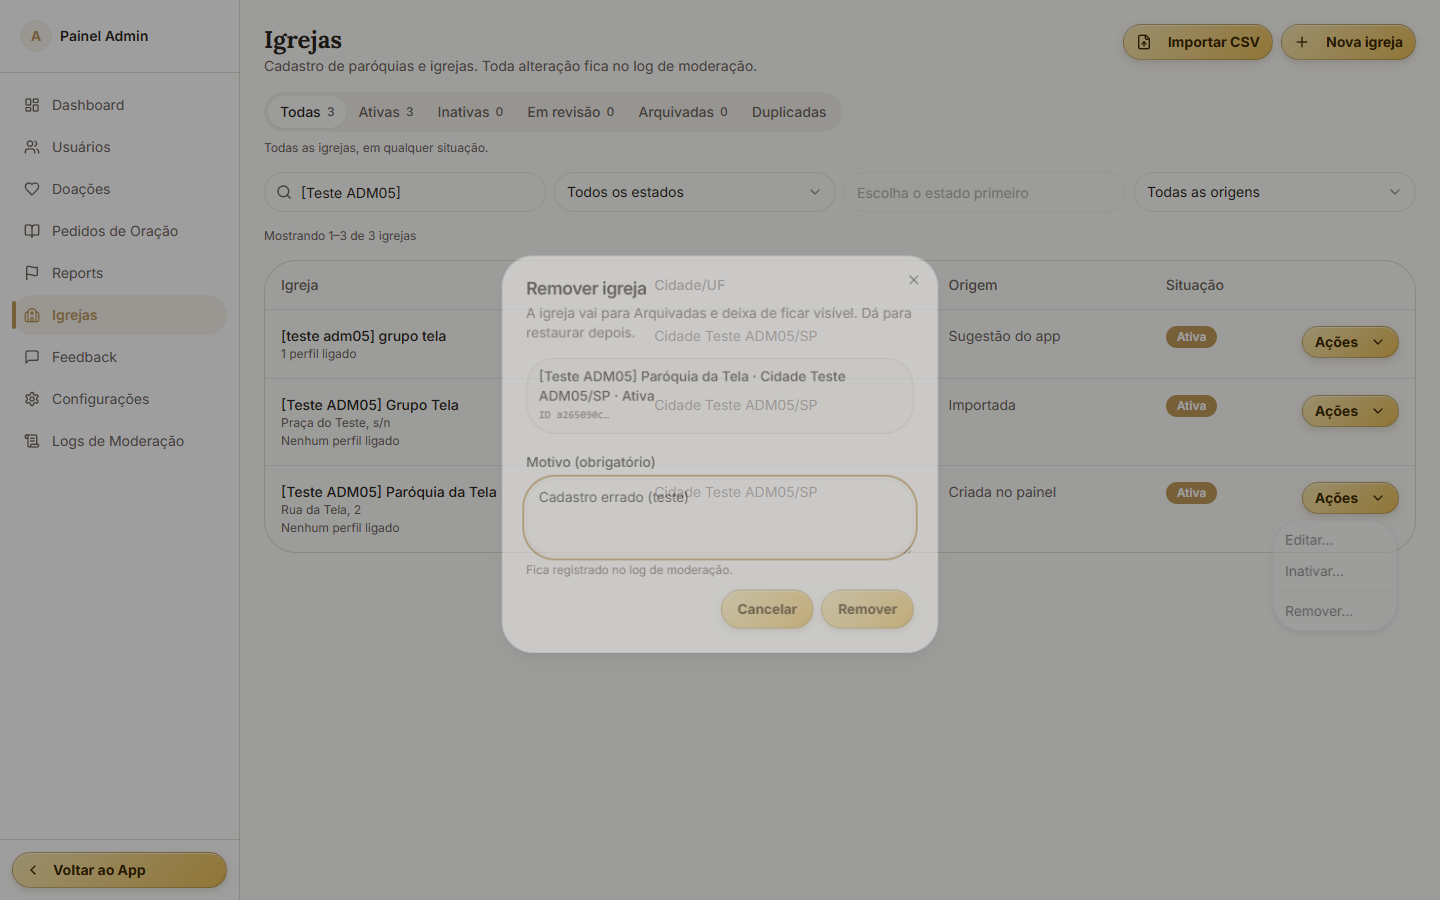 A Painel Admin
Dashboard
Usuários
Doações
Pedidos de Oração
Reports
Igrejas
Feedback
Configurações
Logs de Moderação
Voltar ao App
Igrejas
Cadastro de paróquias e igrejas. Toda alteração fica no log de moderação.
Importar CSV
Nova igreja
Todas 3 Ativas 3 Inativas 0 Em revisão 0 Arquivadas 0 Duplicadas
Todas as igrejas, em qualquer situação.
[Teste ADM05] Todos os estados Escolha o estado primeiro Todas as origens
Mostrando 1–3 de 3 igrejas
Igreja Cidade/UF Origem Situação
[teste adm05] grupo tela Cidade Teste ADM05/SP Sugestão do app Ativa Ações
1 perfil ligado
[Teste ADM05] Grupo Tela Cidade Teste ADM05/SP Importada Ativa Ações
Praça do Teste, s/n
Nenhum perfil ligado
[Teste ADM05] Paróquia da Tela Cidade Teste ADM05/SP Criada no painel Ativa Ações
Rua da Tela, 2
Nenhum perfil ligado
Editar...
Inativar...
Remover...
Remover igreja
A igreja vai para Arquivadas e deixa de ficar visível. Dá para
restaurar depois.
[Teste ADM05] Paróquia da Tela · Cidade Teste
ADM05/SP · Ativa
ID a265090c…
Motivo (obrigatório)
Cadastro errado (teste)
Fica registrado no log de moderação.
Cancelar Remover